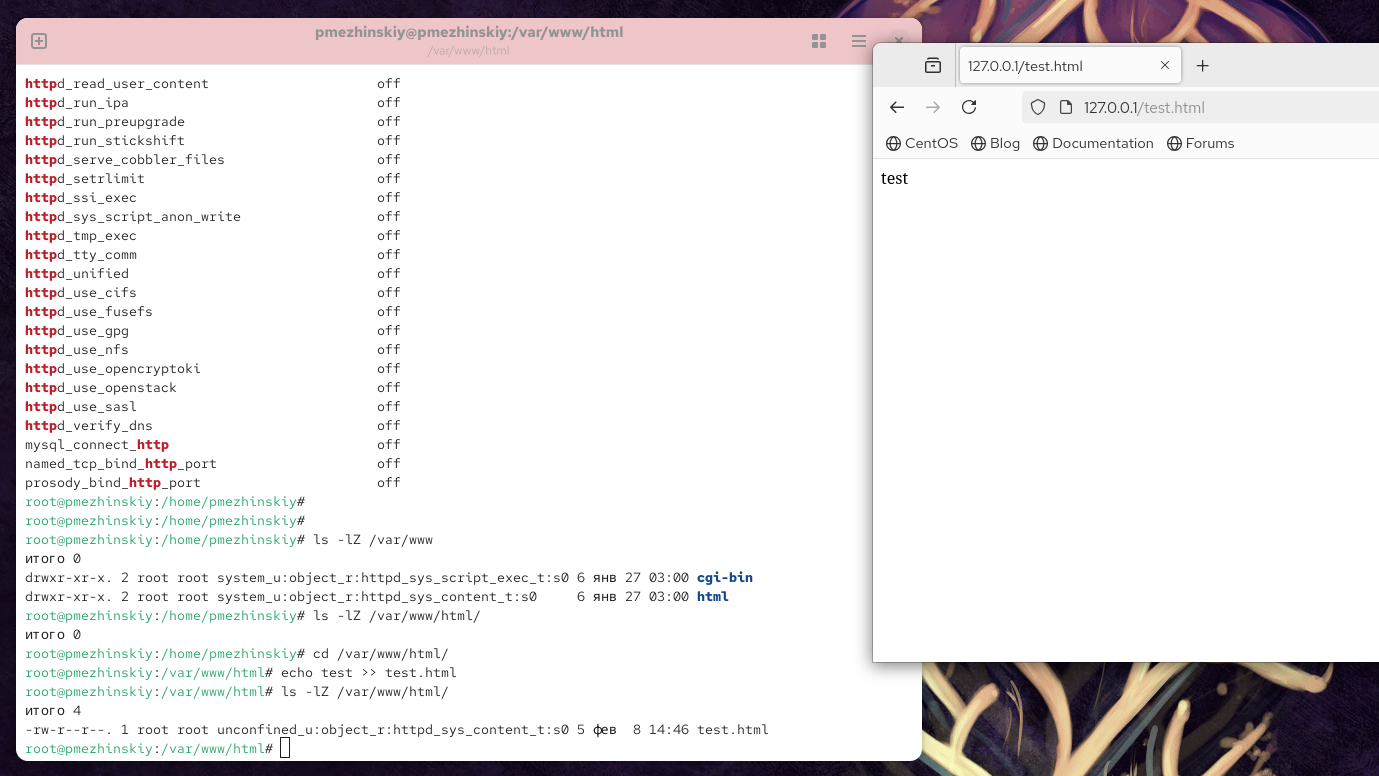 pmezhinskiy@pmezhinskiy:/var/www/html
/var/www/html
httpd_read_user_content off
httpd_run_ipa off
httpd_run_preupgrade off
httpd_run_stickshift off
httpd_serve_cobbler_files off
httpd_setrlimit off
httpd_ssi_exec off
httpd_sys_script_anon_write off
httpd_tmp_exec off
httpd_tty_comm off
httpd_unified off
httpd_use_cifs off
httpd_use_fusefs off
httpd_use_gpg off
httpd_use_nfs off
httpd_use_opencryptoki off
httpd_use_openstack off
httpd_use_sasl off
httpd_verify_dns off
mysql_connect_http off
named_tcp_bind_http_port off
prosody_bind_http_port off
root@pmezhinskiy:/home/pmezhinskiy#
root@pmezhinskiy:/home/pmezhinskiy#
root@pmezhinskiy:/home/pmezhinskiy# ls -lZ /var/www
итого 0
drwxr-xr-x. 2 root root system_u:object_r:httpd_sys_script_exec_t:s0 6 янв 27 03:00 cgi-bin
drwxr-xr-x. 2 root root system_u:object_r:httpd_sys_content_t:s0 6 янв 27 03:00 html
root@pmezhinskiy:/home/pmezhinskiy# ls -lZ /var/www/html/
итого 0
root@pmezhinskiy:/home/pmezhinskiy# cd /var/www/html/
root@pmezhinskiy:/var/www/html# echo test >> test.html
root@pmezhinskiy:/var/www/html# ls -lZ /var/www/html/
итого 4
-rw-r--r--. 1 root root unconfined_u:object_r:httpd_sys_content_t:s0 5 фев 8 14:46 test.html
root@pmezhinskiy:/var/www/html#
127.0.0.1/test.html
127.0.0.1/test.html
CentOS Blog Documentation Forums
test